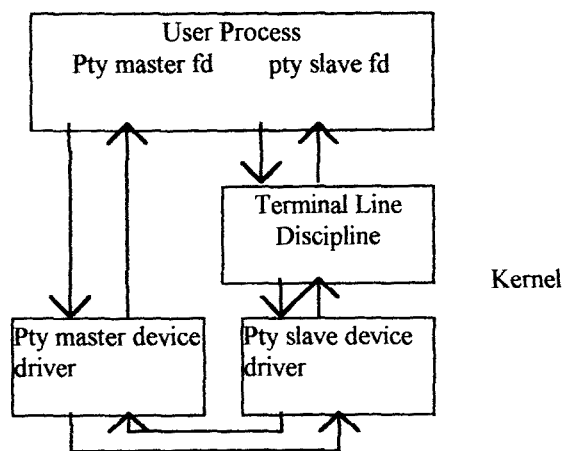 User Process
Pty master fd pty slave fd
Terminal Line
Discipline
Kernel
Pty master device
driver
Pty slave device
driver